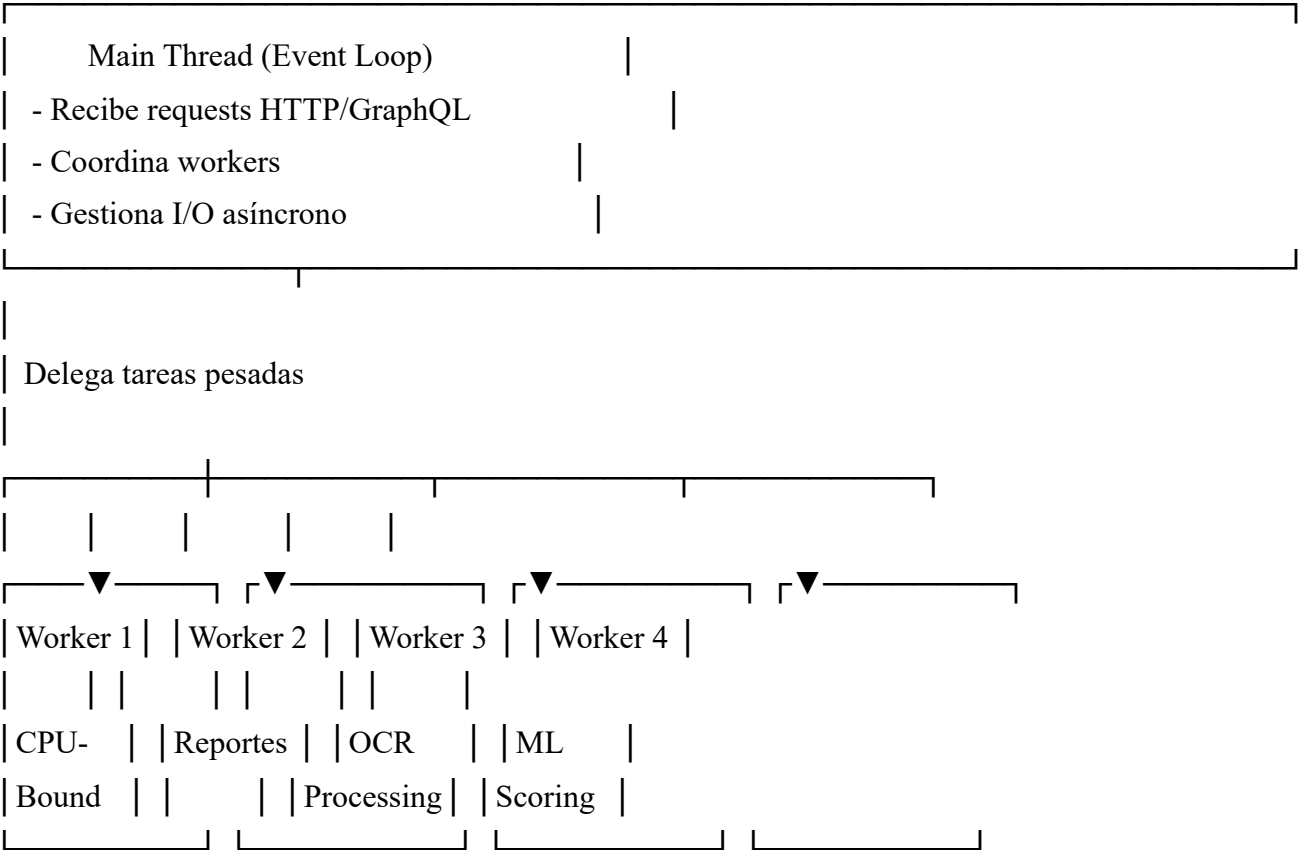 Main Thread (Event Loop)
- Recibe requests HTTP/GraphQL
- Coordina workers
- Gestiona I/O asíncrono
Delega tareas pesadas
Worker 1 Worker 2 Worker 3 Worker 4
CPU- Reportes OCR ML
Bound Processing Scoring